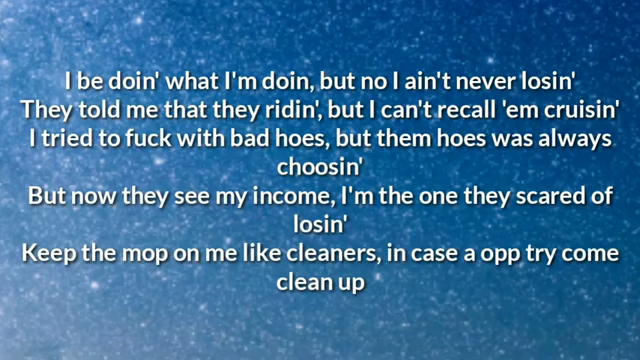 I be doin' what I'm doin, but no I ain't never losin'
They told me that they ridin', but I can't recall 'em cruisin'
I tried to fuck with bad hoes, but them hoes was always
choosin'
But now they see my income, I'm the one they scared of
losin'
Keep the mop on me like cleaners, in case a opp try come
clean up